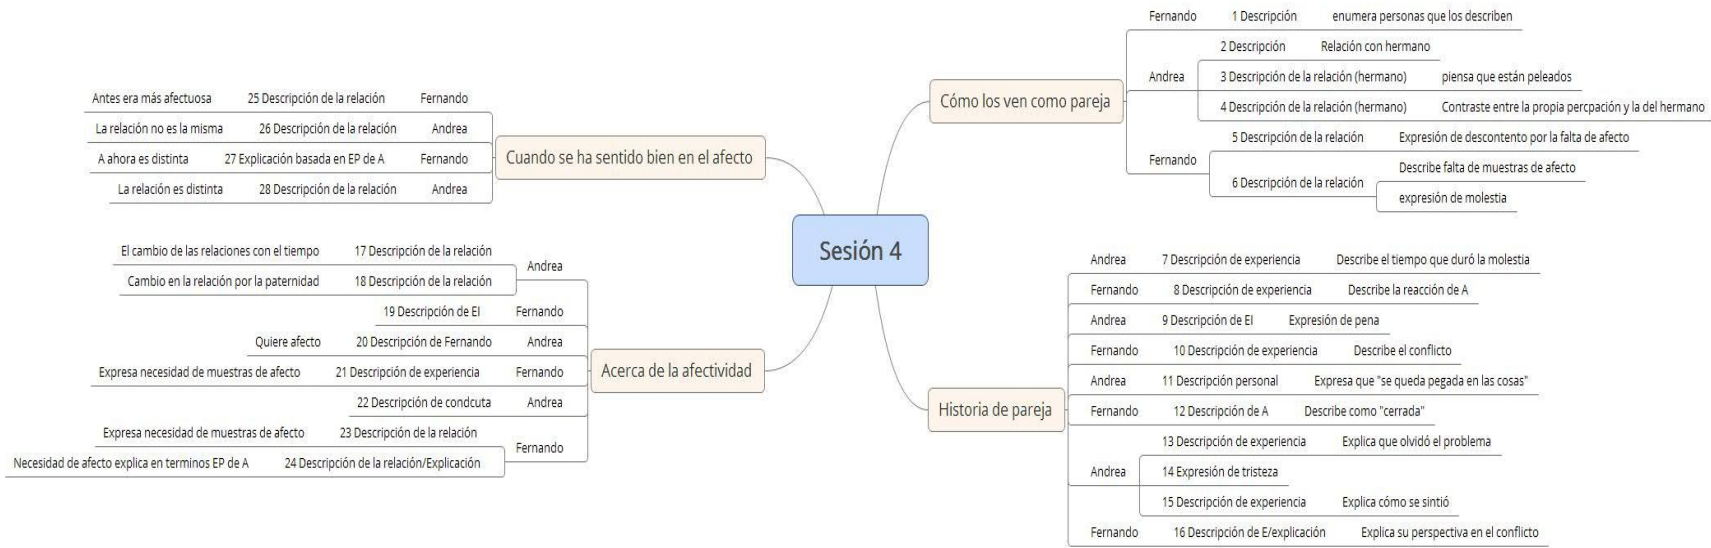 Sesión 4
Cómo los ven como pareja
Fernando
1 Descripción
enumera personas que los describen
Andrea
2 Descripción
Relación con hermano
3 Descripción de la relación (hermano)
piensa que están peleados
4 Descripción de la relación (hermano)
Contraste entre la propia percpación y la del hermano
Fernando
5 Descripción de la relación
Expresión de descontento por la falta de afecto
6 Descripción de la relación
Describe falta de muestras de afecto
expresión de molestia
Historia de pareja
Andrea
7 Descripción de experiencia
Describe el tiempo que duró la molestia
Fernando
8 Descripción de experiencia
Describe la reacción de A
Andrea
9 Descripción de EI
Expresión de pena
Fernando
10 Descripción de experiencia
Describe el conflicto
Andrea
11 Descripción personal
Expresa que "se queda pegada en las cosas"
Fernando
12 Descripción de A
Describe como "cerrada"
Andrea
13 Descripción de experiencia
Explica que olvidó el problema
14 Expresión de tristeza
15 Descripción de experiencia
Explica cómo se sintió
Fernando
16 Descripción de E/explicación
Explica su perspectiva en el conflicto
Acerca de la afectividad
Andrea
17 Descripción de la relación
El cambio de las relaciones con el tiempo
18 Descripción de la relación
Cambio en la relación por la paternidad
Fernando
19 Descripción de EI
Andrea
20 Descripción de Fernando
Quiere afecto
Fernando
21 Descripción de experiencia
Expresa necesidad de muestras de afecto
Andrea
22 Descripción de condcuta
Fernando
23 Descripción de la relación
Expresa necesidad de muestras de afecto
24 Descripción de la relación/Explicación
Necesidad de afecto explica en terminos EP de A
Cuando se ha sentido bien en el afecto
Fernando
25 Descripción de la relación
Antes era más afectuosa
Andrea
26 Descripción de la relación
La relación no es la misma
Fernando
27 Explicación basada en EP de A
A ahora es distinta
Andrea
28 Descripción de la relación
La relación es distinta